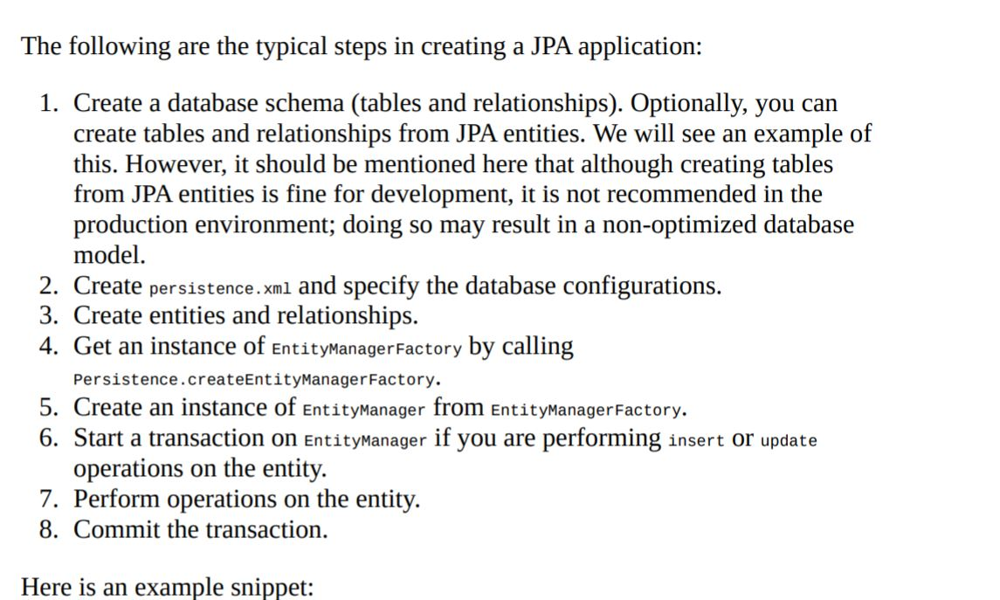 The following are the typical steps in creating a JPA application:
1. Create a database schema (tables and relationships). Optionally, you can
create tables and relationships from JPA entities. We will see an example of
this. However, it should be mentioned here that although creating tables
from JPA entities is fine for development, it is not recommended in the
production environment; doing so may result in a non-optimized database
model.
2. Create persistence.xml and specify the database configurations.
3. Create entities and relationships.
4. Get an instance of EntityManagerFactory by calling
Persistence.createEntityManagerFactory.
5. Create an instance of EntityManager from EntityManagerFactory.
6. Start a transaction on EntityManager if you are performing insert or update
operations on the entity.
7. Perform operations on the entity.
8. Commit the transaction.
Here is an example snippet: